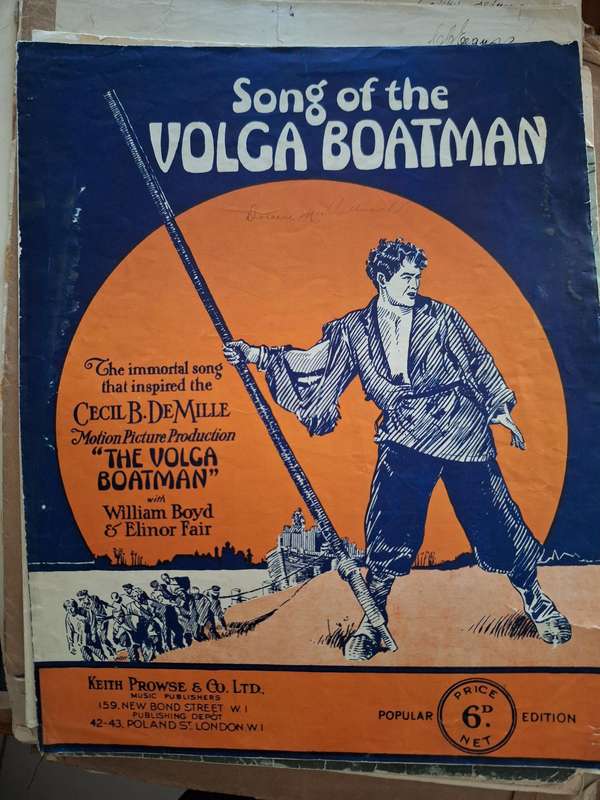 Song of the
VOLGA BOATMAN
The immortal song
that inspired the
CECIL B. DEMILLE
Motion Picture Production
"THE VOLGA
BOATMAN"
with
William Boyd
& Elinor Fair
KEITH PROWSE & CO. LTD.
MUSIC PUBLISHERS
159, NEW BOND STREET W.1
PUBLISHING DEPÔT
42-43, POLAND ST. LONDON W.1
POPULAR
PRICE
6D.
NET
EDITION